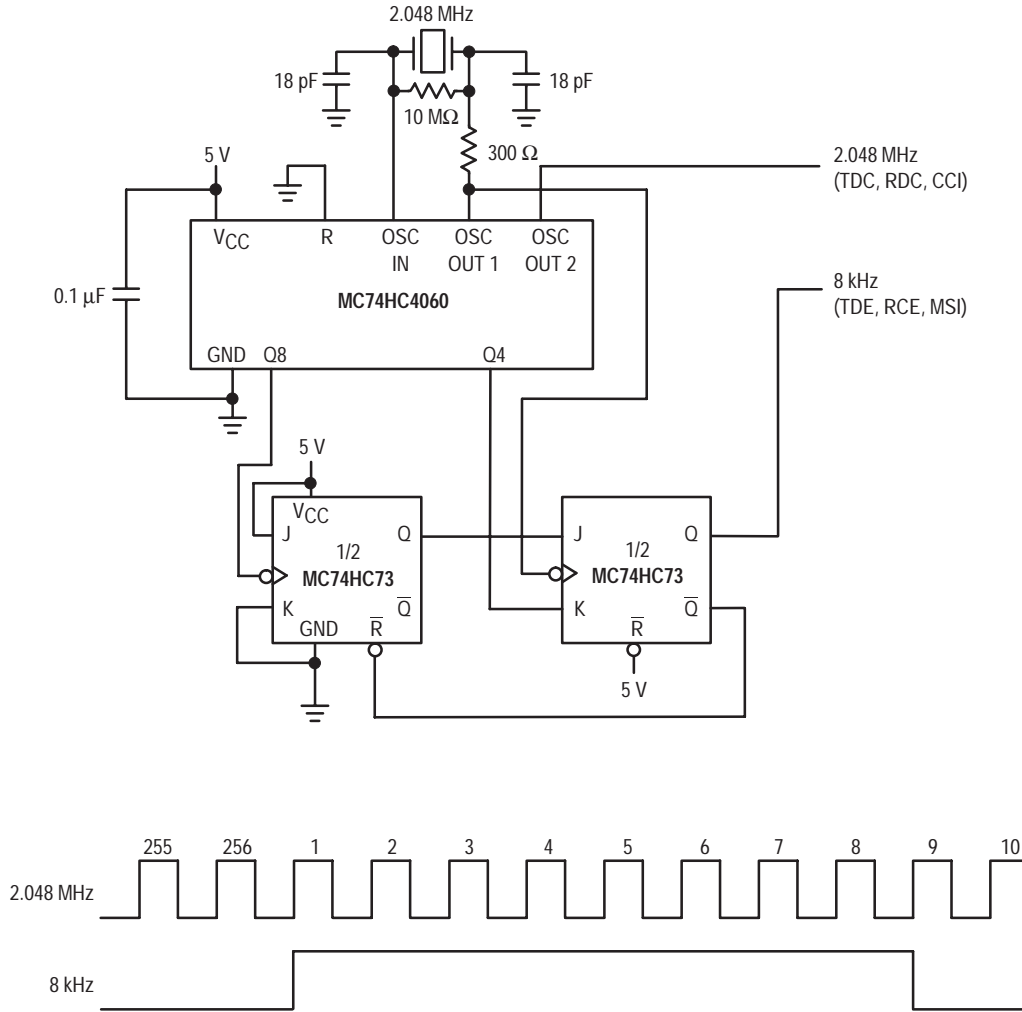 2.048 MHz
18 pF
18 pF
10 MΩ
300 Ω
5 V
2.048 MHz
(TDC, RDC, CCI)
VCC
R
OSC
IN
OSC
OUT 1
OSC
OUT 2
8 kHz
(TDE, RCE, MSI)
0.1 µF
MC74HC4060
GND
Q8
Q4
5 V
VCC
J
Q
1/2
MC74HC73
K
Q̅
GND
R̅
J
Q
1/2
MC74HC73
K
Q̅
R̅
5 V
255 256 1 2 3 4 5 6 7 8 9 10
2.048 MHz
8 kHz